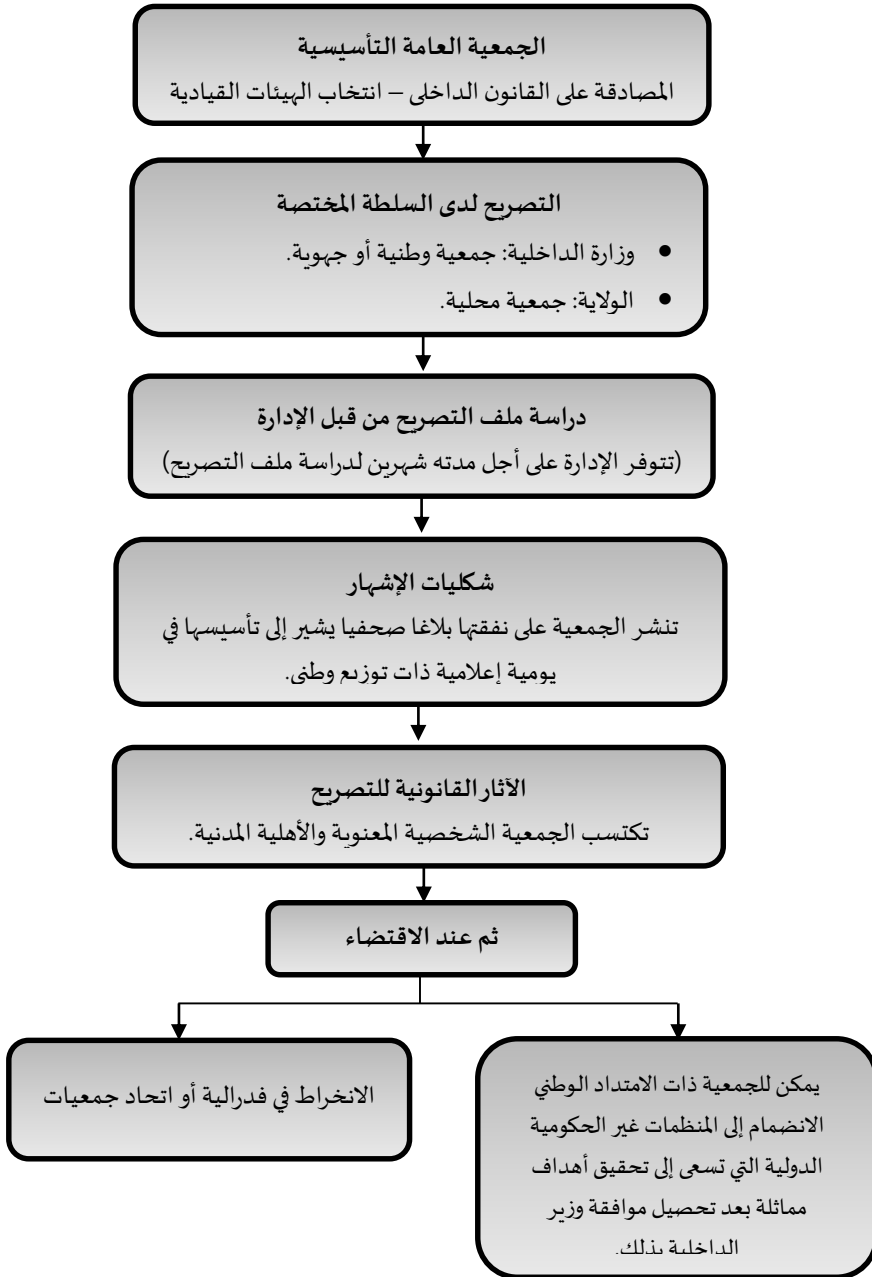 الجمعية العامة التأسيسية
المصادقة على القانون الداخلي – انتخاب الهيئات القيادية
التصريح لدى السلطة المختصة
● وزارة الداخلية: جمعية وطنية أو جهوية.
● الولاية: جمعية محلية.
دراسة ملف التصريح من قبل الإدارة
(تتوفر الإدارة على أجل مدته شهرين لدراسة ملف التصريح)
شكليات الإشهار
تنشر الجمعية على نفقتها بلاغا صحفيا يشير إلى تأسيسها في
يومية إعلامية ذات توزيع وطني.
الآثار القانونية للتصريح
تكتسب الجمعية الشخصية المعنوية والأهلية المدنية.
ثم عند الاقتضاء
يمكن للجمعية ذات الامتداد الوطني
الانضمام إلى المنظمات غير الحكومية
الدولية التي تسعى إلى تحقيق أهداف
مماثلة بعد تحصيل موافقة وزير
الداخلية بذلك.
الانخراط في فدرالية أو اتحاد جمعيات